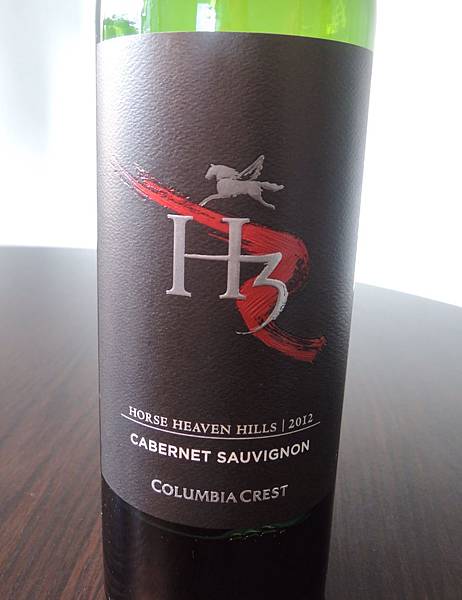 H3
HORSE HEAVEN HILLS | 2012
CABERNET SAUVIGNON
COLUMBIA CREST